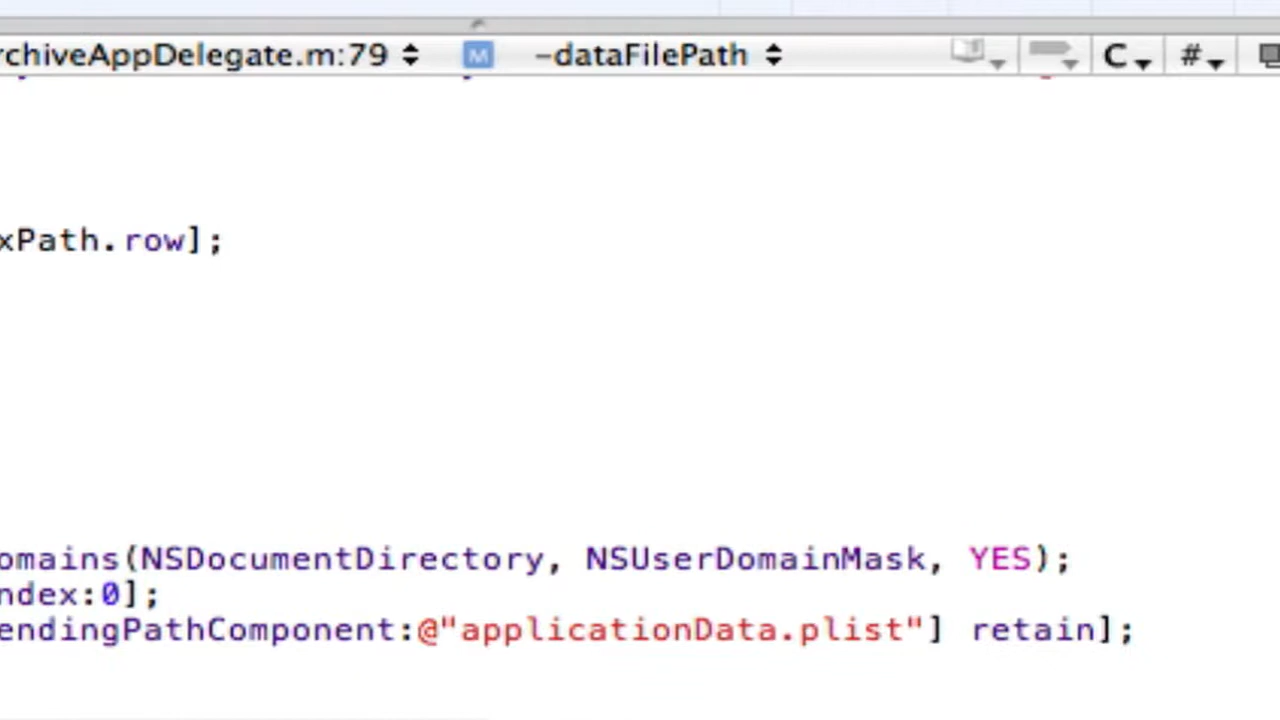 rchiveAppDelegate.m:79 M -dataFilePath C #
xPath.row];
omains(NSDocumentDirectory, NSUserDomainMask, YES);
ndex:0];
endingPathComponent:@"applicationData.plist"] retain];